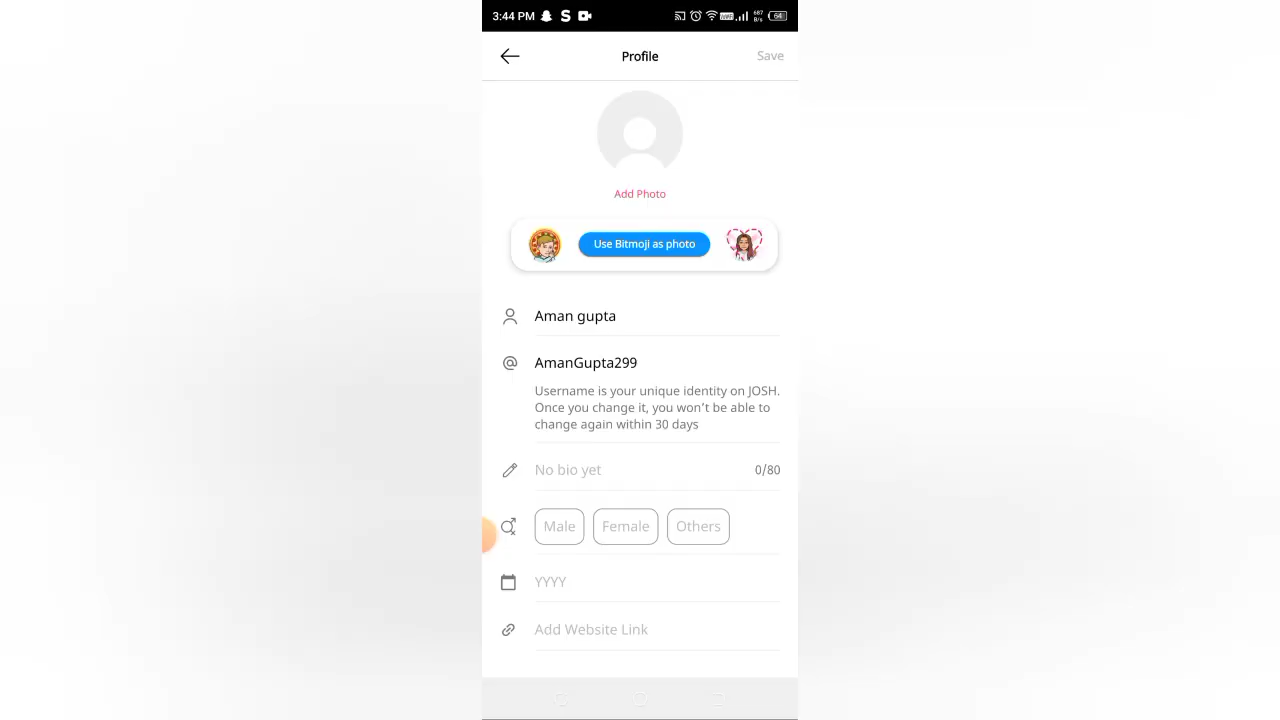 3:44 PM
64
Profile
Save
Add Photo
Use Bitmoji as photo
Aman gupta
AmanGupta299
Username is your unique identity on JOSH.
Once you change it, you won't be able to
change again within 30 days
No bio yet
0/80
Male
Female
Others
YYYY
Add Website Link